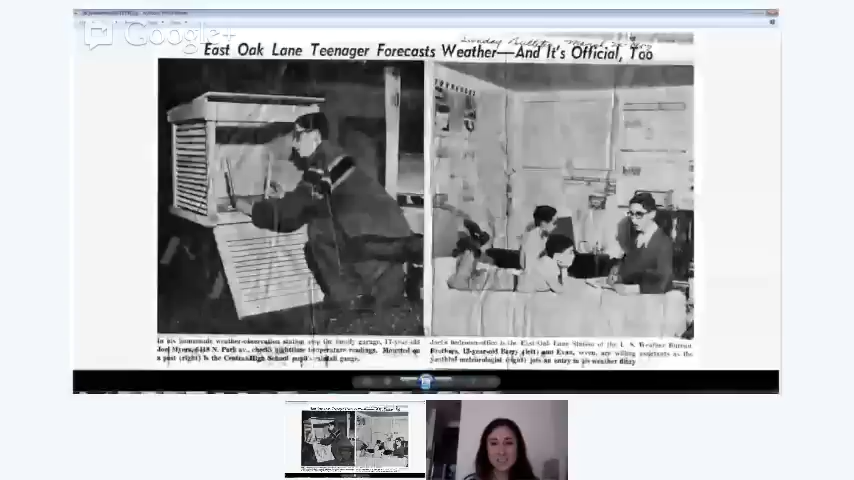 Google+
Sunday Bulletin, March
East Oak Lane Teenager Forecasts Weather—And It's Official, Too
In his homemade weather-observation station atop the family garage, 17-year-old
Joel Myers, 6418 N. Park av., checks nighttime temperature readings. Mounted on
a post (right) is the Central High School pupil's rainfall gauge.
Joel's bedroom-office is the East Oak Lane Station of the U. S. Weather Bureau
Brothers, 13-year-old Barry (left) and Evan, seven, are willing assistants as the
youthful meteorologist (right) jots an entry in his weather diary